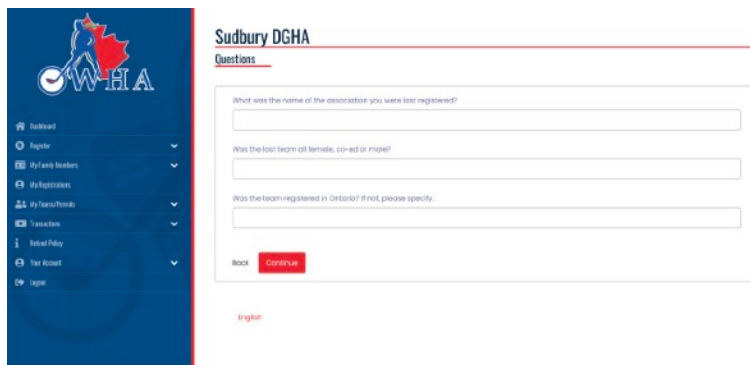 OWHA
Dashboard
Register
My Family Members
My Registrations
My Teams/Permits
Transactions
Refund Policy
Your Account
Logout
Sudbury DGHA
Questions
What was the name of the association you were last registered?
Was the last team all female, co-ed or male?
Was the team registered in Ontario? If not, please specify.
Back Continue
English